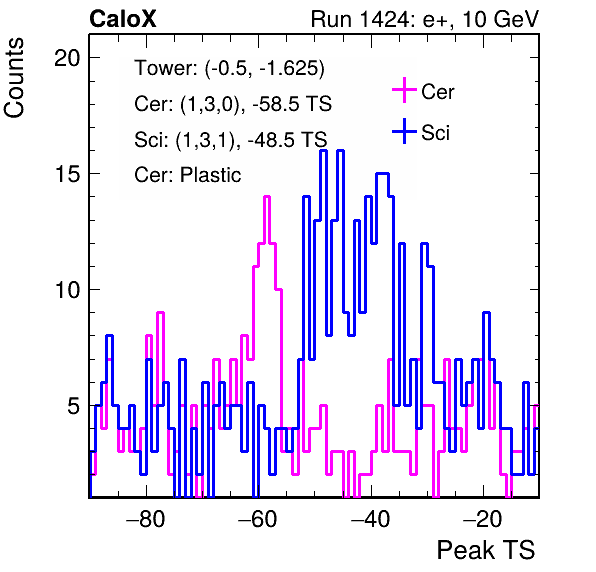 CaloX Run 1424: e+, 10 GeV
Counts
Tower: (-0.5, -1.625)
Cer: (1,3,0), -58.5 TS
Sci: (1,3,1), -48.5 TS
Cer: Plastic
Cer
Sci
20
15
10
5
−80 −60 −40 −20
Peak TS